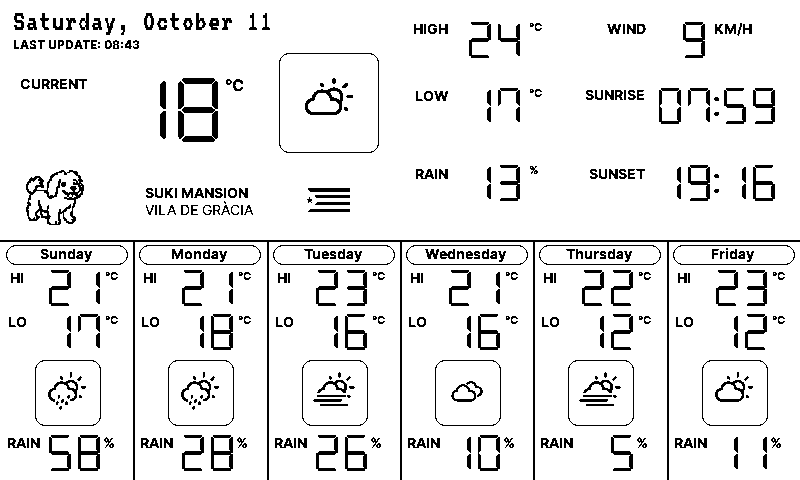 Saturday, October 11
LAST UPDATE: 08:43
CURRENT 18 °C
SUKI MANSION
VILA DE GRÀCIA
HIGH 24 °C
WIND 9 KM/H
LOW 17 °C
SUNRISE 07:59
RAIN 13 %
SUNSET 19:16
Sunday
HI 21 °C
LO 17 °C
RAIN 58 %
Monday
HI 21 °C
LO 18 °C
RAIN 28 %
Tuesday
HI 23 °C
LO 16 °C
RAIN 26 %
Wednesday
HI 21 °C
LO 16 °C
RAIN 10 %
Thursday
HI 22 °C
LO 12 °C
RAIN 5 %
Friday
HI 23 °C
LO 12 °C
RAIN 11 %